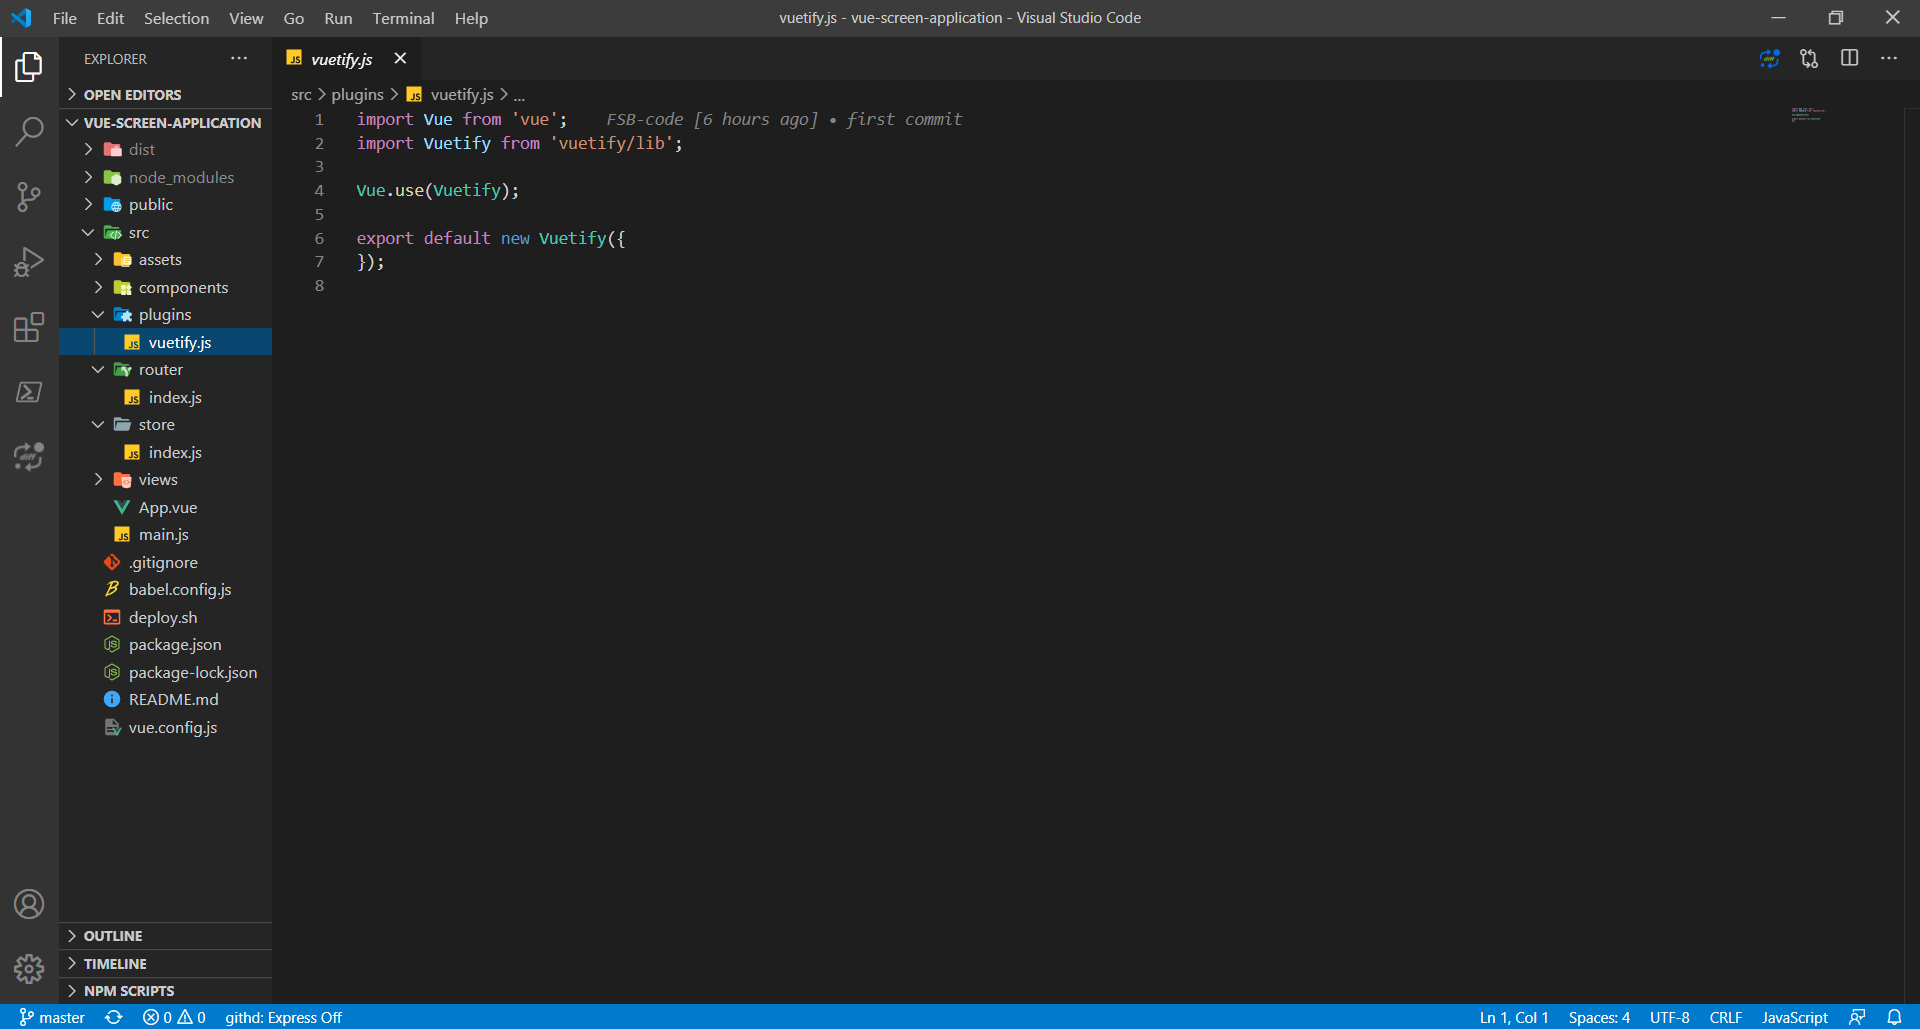 File Edit Selection View Go Run Terminal Help
vuetify.js - vue-screen-application - Visual Studio Code
EXPLORER
OPEN EDITORS
VUE-SCREEN-APPLICATION
dist
node_modules
public
src
assets
components
plugins
vuetify.js
router
index.js
store
index.js
views
App.vue
main.js
.gitignore
babel.config.js
deploy.sh
package.json
package-lock.json
README.md
vue.config.js
OUTLINE
TIMELINE
NPM SCRIPTS
JS vuetify.js
src > plugins > JS vuetify.js > ...
1 import Vue from 'vue'; FSB-code [6 hours ago] • first commit
2 import Vuetify from 'vuetify/lib';
3
4 Vue.use(Vuetify);
5
6 export default new Vuetify({
7 });
8
master 0 0 githd: Express Off
Ln 1, Col 1 Spaces: 4 UTF-8 CRLF JavaScript